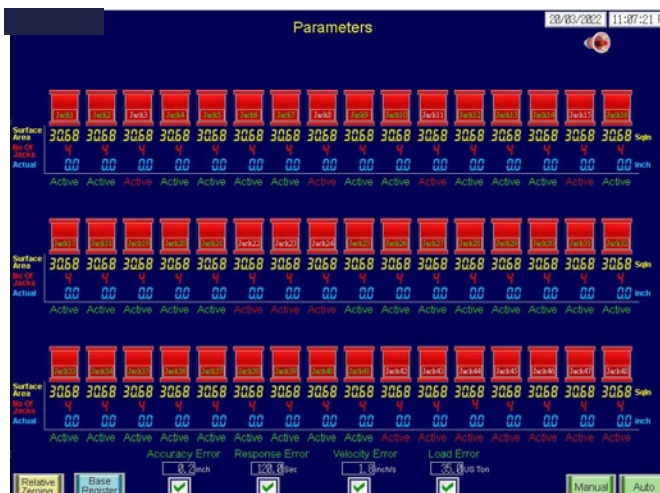 Parameters
20/03/2022 11:07:21
Jack1 Jack2 Jack3 Jack4 Jack5 Jack6 Jack7 Jack8 Jack9 Jack10 Jack11 Jack12 Jack13 Jack14 Jack15 Jack16
Surface Area 30.68 30.68 30.68 30.68 30.68 30.68 30.68 30.68 30.68 30.68 30.68 30.68 30.68 30.68 30.68 30.68 SqIn
No Of Jacks 4 4 4 4 4 4 4 4 4 4 4 4 4 4 4 4
Actual 0.0 0.0 0.0 0.0 0.0 0.0 0.0 0.0 0.0 0.0 0.0 0.0 0.0 0.0 0.0 0.0 inch
Active Active Active Active Active Active Active Active Active Active Active Active Active Active Active Active
Jack17 Jack18 Jack19 Jack20 Jack21 Jack22 Jack23 Jack24 Jack25 Jack26 Jack27 Jack28 Jack29 Jack30 Jack31 Jack32
Surface Area 30.68 30.68 30.68 30.68 30.68 30.68 30.68 30.68 30.68 30.68 30.68 30.68 30.68 30.68 30.68 30.68 SqIn
No Of Jacks 4 4 4 4 4 4 4 4 4 4 4 4 4 4 4 4
Actual 0.0 0.0 0.0 0.0 0.0 0.0 0.0 0.0 0.0 0.0 0.0 0.0 0.0 0.0 0.0 0.0 inch
Active Active Active Active Active Active Active Active Active Active Active Active Active Active Active Active
Jack33 Jack34 Jack35 Jack36 Jack37 Jack38 Jack39 Jack40 Jack41 Jack42 Jack43 Jack44 Jack45 Jack46 Jack47 Jack48
Surface Area 30.68 30.68 30.68 30.68 30.68 30.68 30.68 30.68 30.68 30.68 30.68 30.68 30.68 30.68 30.68 30.68 SqIn
No Of Jacks 4 4 4 4 4 4 4 4 4 4 4 4 4 4 4 4
Actual 0.0 0.0 0.0 0.0 0.0 0.0 0.0 0.0 0.0 0.0 0.0 0.0 0.0 0.0 0.0 0.0 inch
Active Active Active Active Active Active Active Active Active Active Active Active Active Active Active Active
Accuracy Error Response Error Velocity Error Load Error
0.2 inch 120.0 Sec 1.8 inch/s 35.0 US Ton
Relative Zeroing Base Register Manual Auto